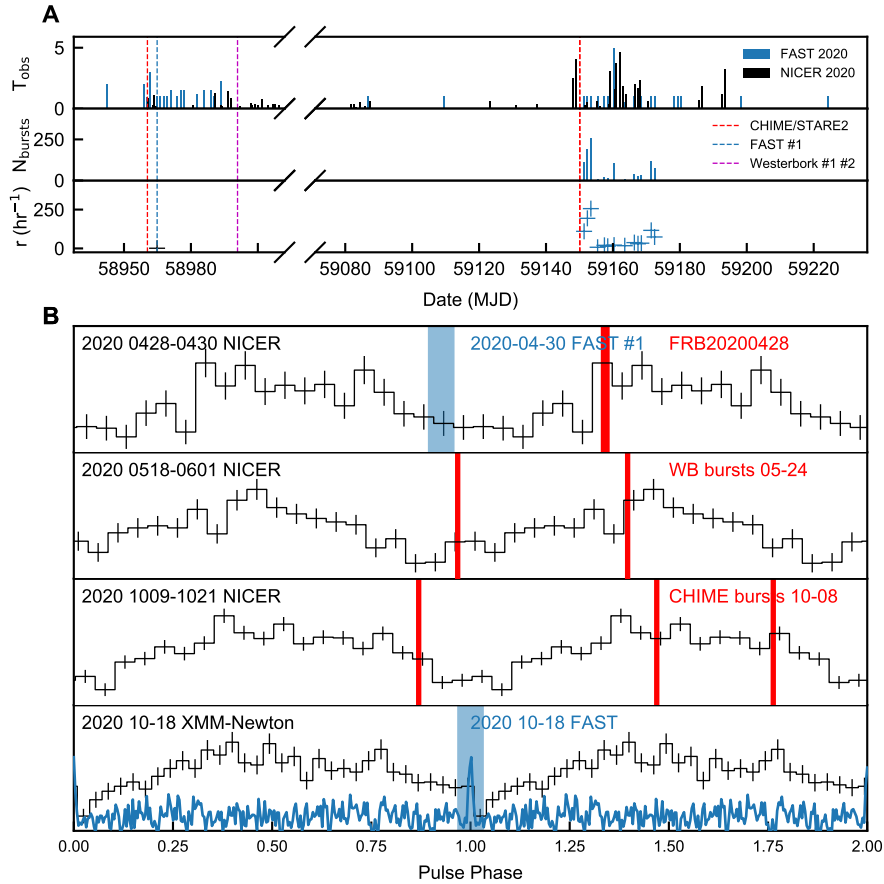 A
T_obs
5
0
FAST 2020
NICER 2020
N_bursts
250
0
CHIME/STARE2
FAST #1
Westerbork #1 #2
r (hr⁻¹)
250
0
58950 58980 59080 59100 59120 59140 59160 59180 59200 59220
Date (MJD)
B
2020 0428-0430 NICER 2020-04-30 FAST #1 FRB20200428
2020 0518-0601 NICER WB bursts 05-24
2020 1009-1021 NICER CHIME bursts 10-08
2020 10-18 XMM-Newton 2020 10-18 FAST
0.00 0.25 0.50 0.75 1.00 1.25 1.50 1.75 2.00
Pulse Phase